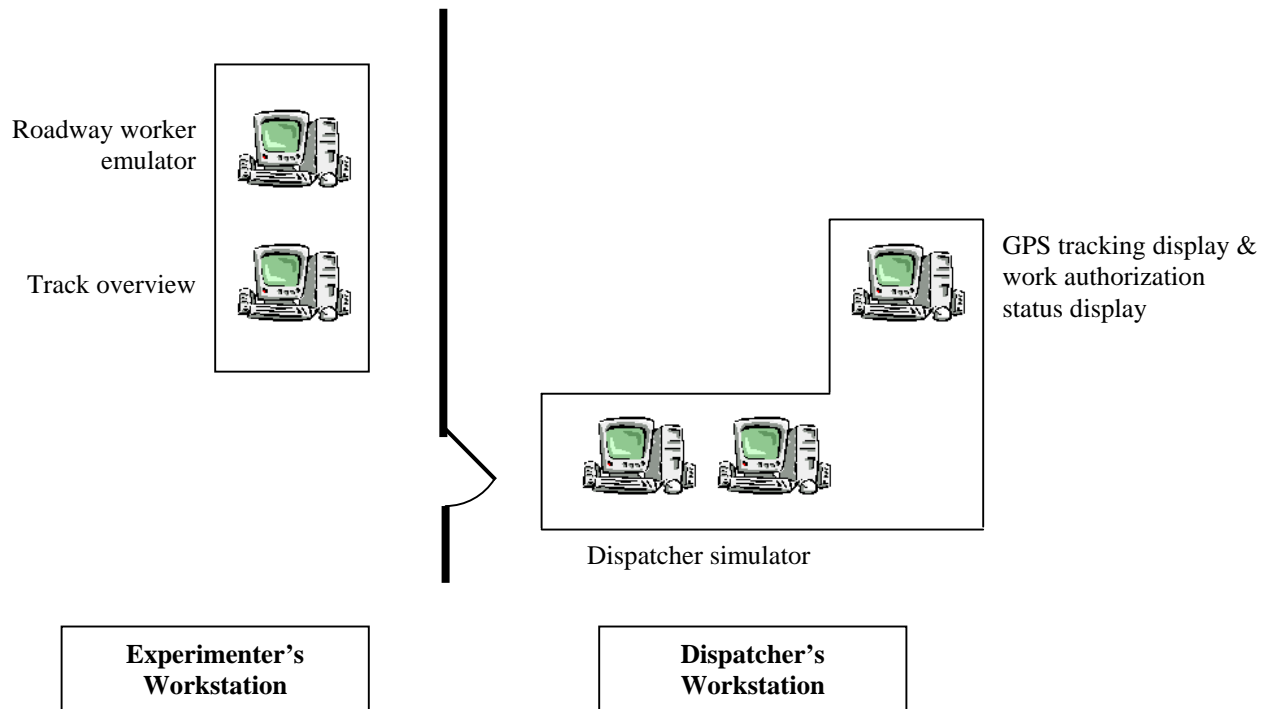 Roadway worker
emulator
Track overview
GPS tracking display &
work authorization
status display
Dispatcher simulator
Experimenter’s
Workstation
Dispatcher’s
Workstation